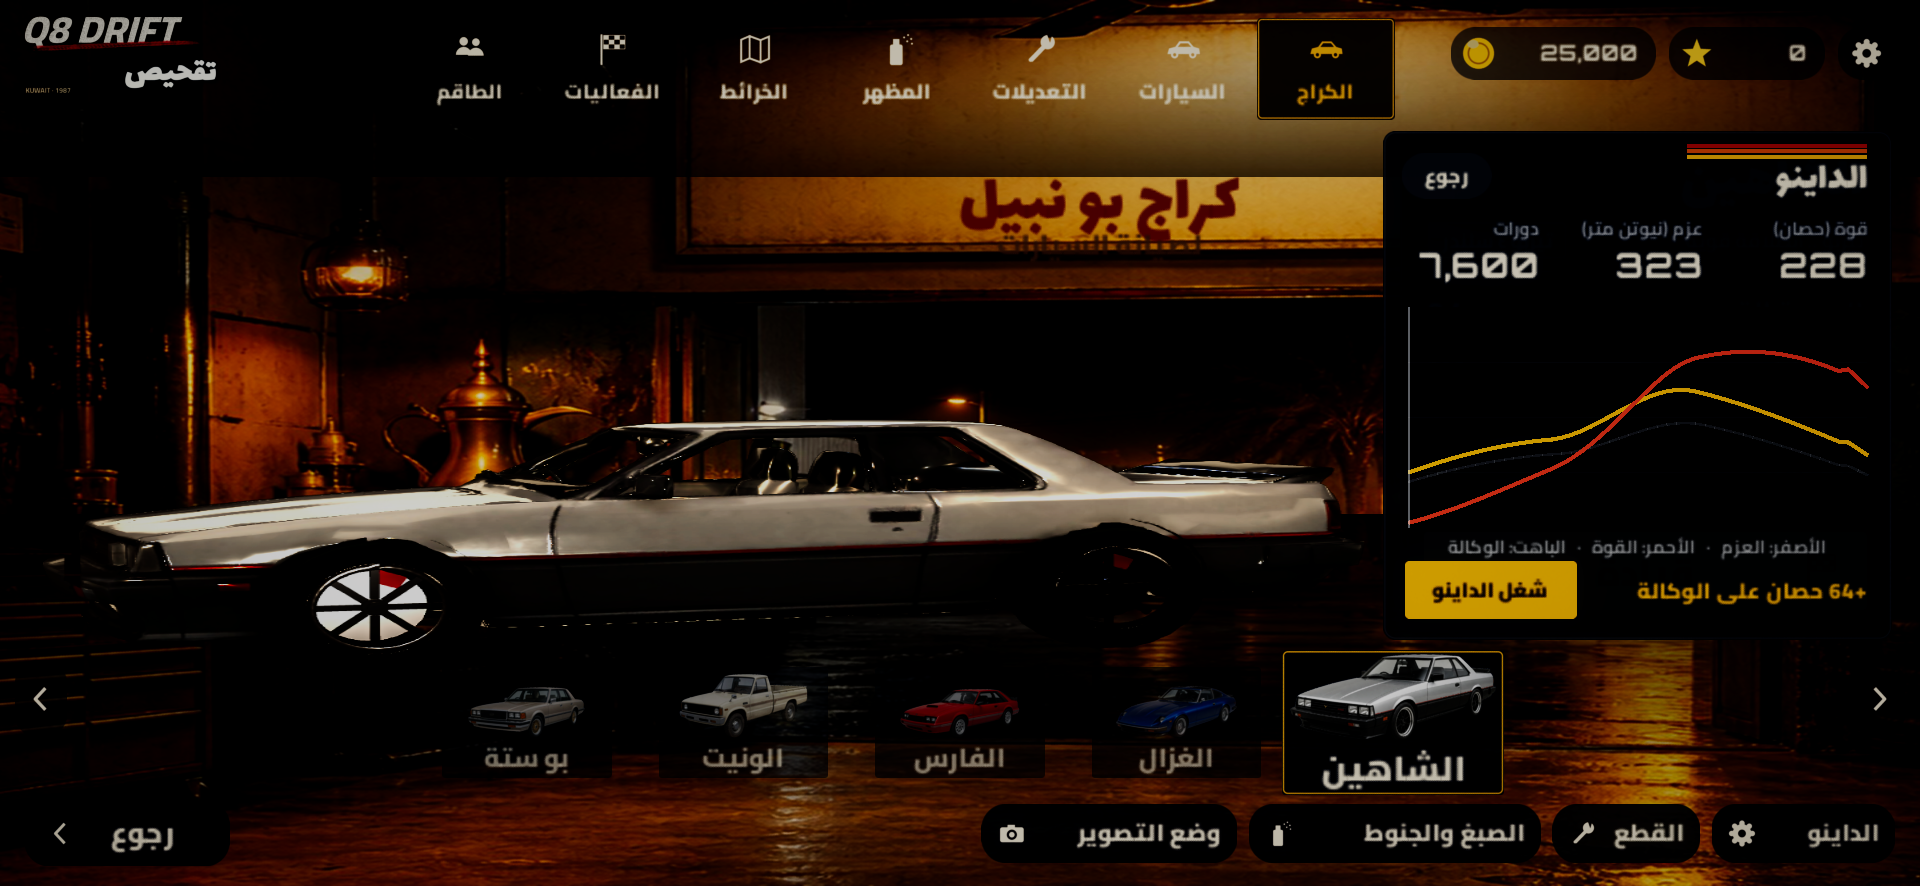 Q8 DRIFT
تفحيص
KUWAIT · 1987
الكراج
السيارات
التعديلات
المظهر
الخرائط
الفعاليات
الطاقم
25,000
0
كراج بو نبيل
الداينو
رجوع
قوة (حصان)
عزم (نيوتن متر)
دورات
228
323
7,600
الأصفر: العزم · الأحمر: القوة · الباهت: الوكالة
+64 حصان على الوكالة
شغل الداينو
الشاهين
الغزال
الفارس
الونيت
بو ستة
الداينو
القطع
الصبغ والجنوط
وضع التصوير
رجوع